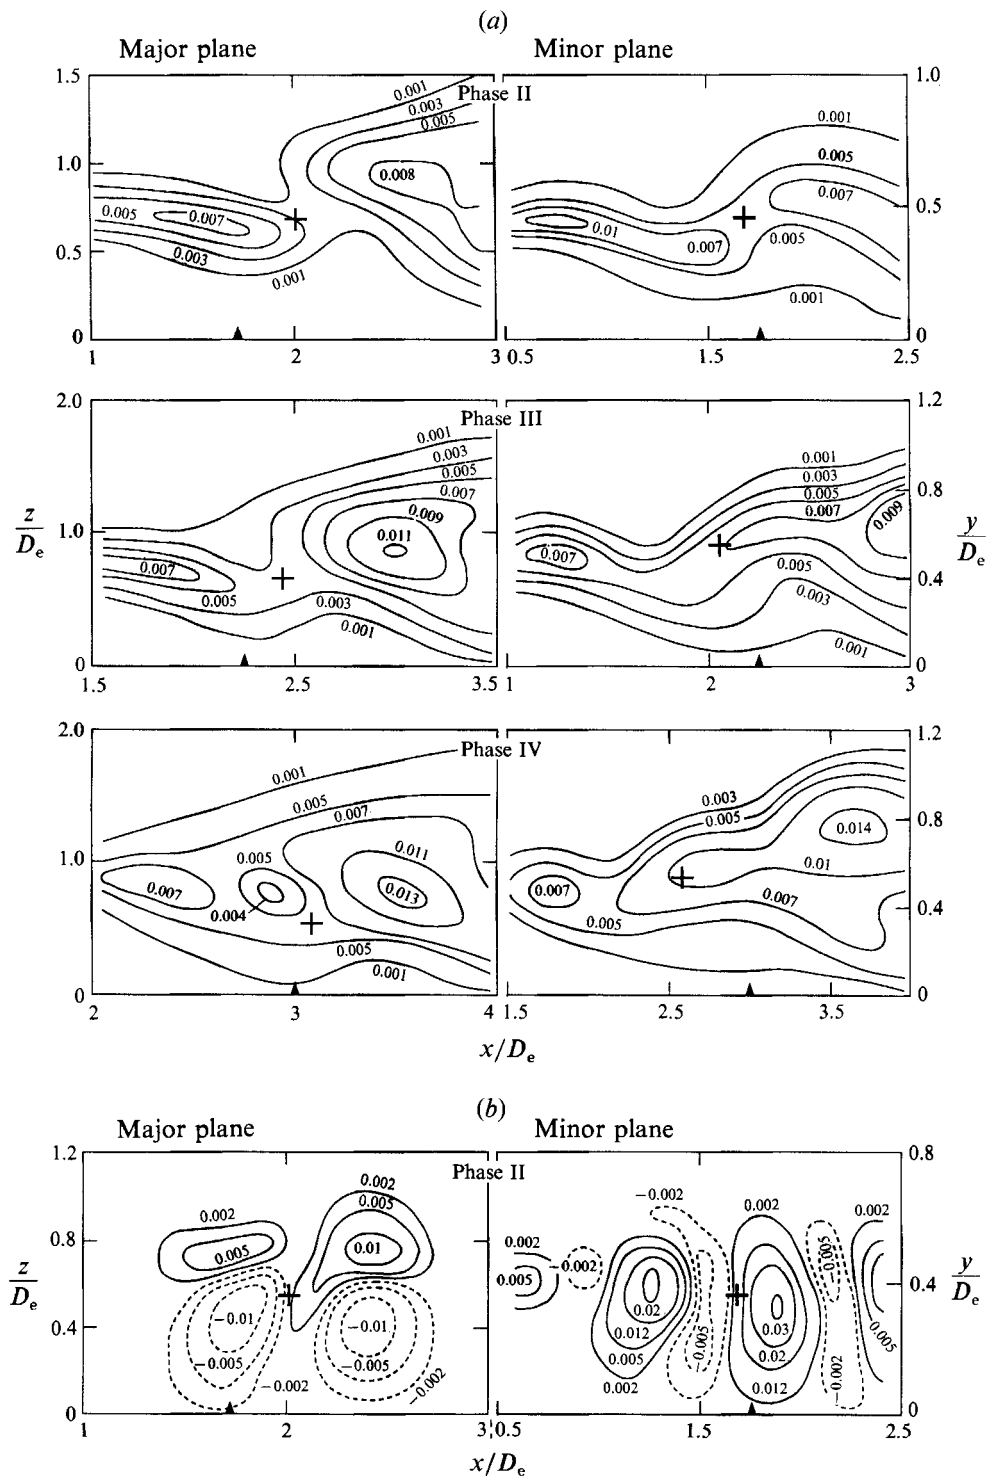 (a)
Major plane Minor plane
Phase II
1.5 1.0 0.5 0
0.001 0.003 0.005 0.008
0.005 0.007 0.003 0.001
1 2 3
1.0 0.5 0
0.001 0.005 0.007
0.01 0.007 0.005 0.001
0.5 1.5 2.5
Phase III
z/De
2.0 1.0 0
0.001 0.003 0.005 0.007 0.009 0.011
0.007 0.005 0.003 0.001
1.5 2.5 3.5
y/De
1.2 0.8 0.4 0
0.001 0.003 0.005 0.007 0.009
0.007 0.005 0.003 0.001
1 2 3
Phase IV
2.0 1.0 0
0.001 0.005 0.007 0.011 0.013
0.005 0.007 0.004 0.005 0.001
2 3 4
1.2 0.8 0.4 0
0.003 0.005 0.014 0.01
0.007 0.007 0.005
1.5 2.5 3.5
x/De
(b)
Major plane Minor plane
Phase II
z/De
1.2 0.8 0.4 0
0.002 0.002 0.005 0.005 0.01
−0.01 −0.01 −0.005 −0.005 −0.002 −0.002
1 2 3
y/De
0.8 0.4 0
−0.002 0.002 0.002
0.002 0.005 −0.002 −0.005
0.02 0.012 0.005 0.002 −0.005
0.03 0.02 0.012 −0.002 0.005
0.5 1.5 2.5
x/De